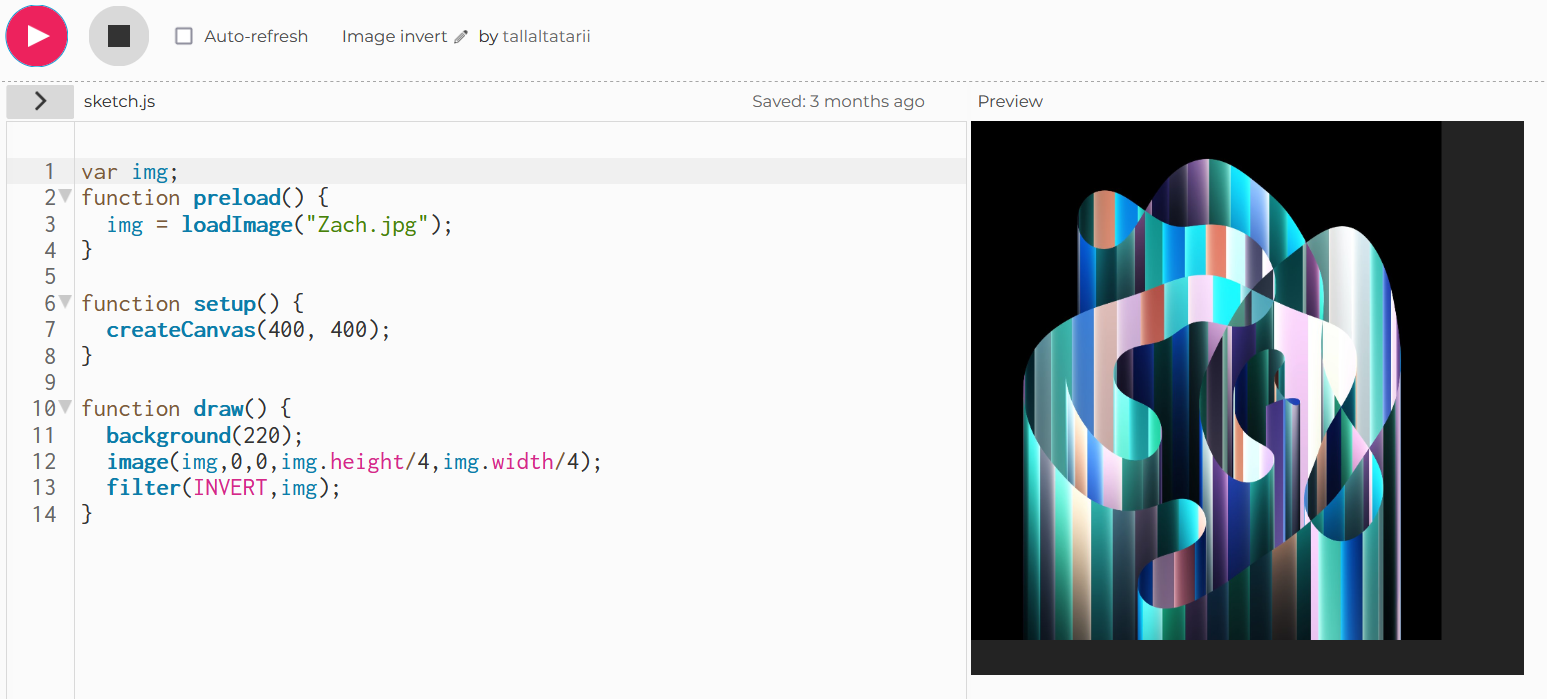 Auto-refresh Image invert by tallaltatarii
sketch.js Saved: 3 months ago Preview
1 var img;
2 function preload() {
3 img = loadImage("Zach.jpg");
4 }
5
6 function setup() {
7 createCanvas(400, 400);
8 }
9
10 function draw() {
11 background(220);
12 image(img,0,0,img.height/4,img.width/4);
13 filter(INVERT,img);
14 }